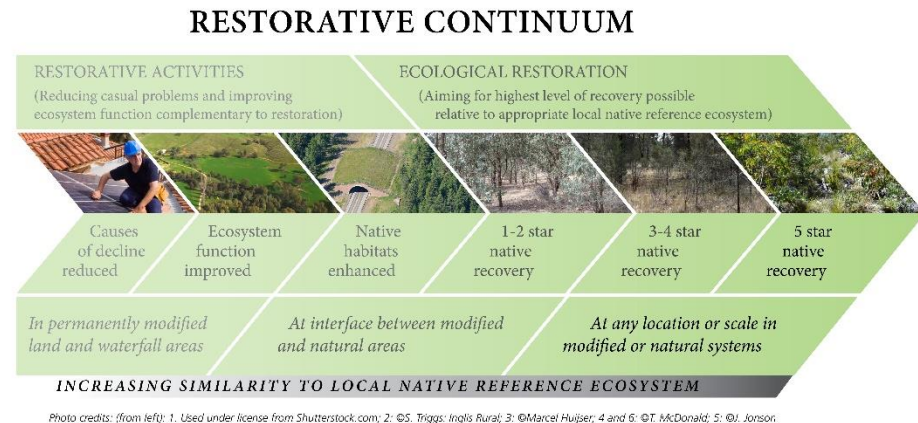 RESTORATIVE CONTINUUM
RESTORATIVE ACTIVITIES
(Reducing casual problems and improving
ecosystem function complementary to restoration)
ECOLOGICAL RESTORATION
(Aiming for highest level of recovery possible
relative to appropriate local native reference ecosystem)
Causes
of decline
reduced
Ecosystem
function
improved
Native
habitats
enhanced
1-2 star
native
recovery
3-4 star
native
recovery
5 star
native
recovery
In permanently modified
land and waterfall areas
At interface between modified
and natural areas
At any location or scale in
modified or natural systems
INCREASING SIMILARITY TO LOCAL NATIVE REFERENCE ECOSYSTEM
Photo credits: (from left): 1. Used under license from Shutterstock.com; 2: ©S. Triggs: Inglis Rural; 3: ©Marcel Huijser; 4 and 6: ©T. McDonald; 5: ©J. Jonson